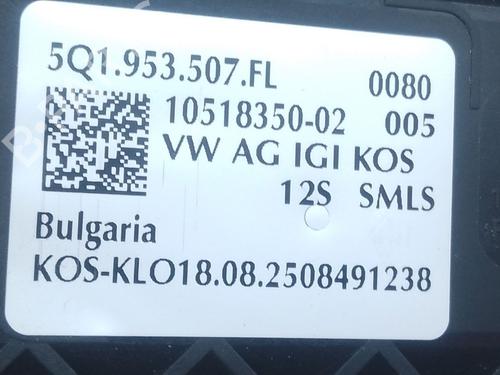 5Q1.953.507.FL 0080
10518350-02 005
VW AG IGI KOS
12S SMLS
Bulgaria
KOS-KLO18.08.2508491238